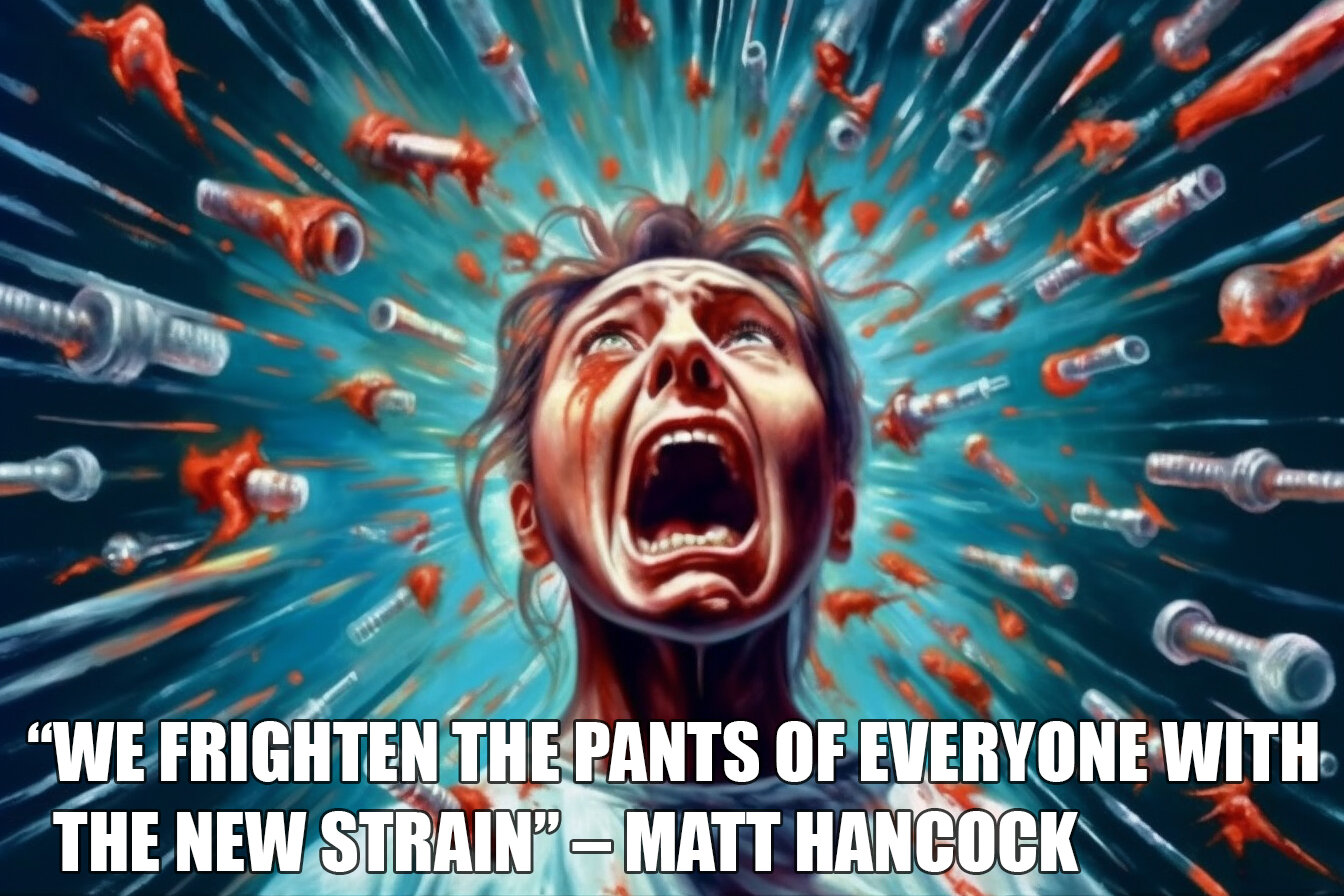 “WE FRIGHTEN THE PANTS OF EVERYONE WITH
THE NEW STRAIN” – MATT HANCOCK